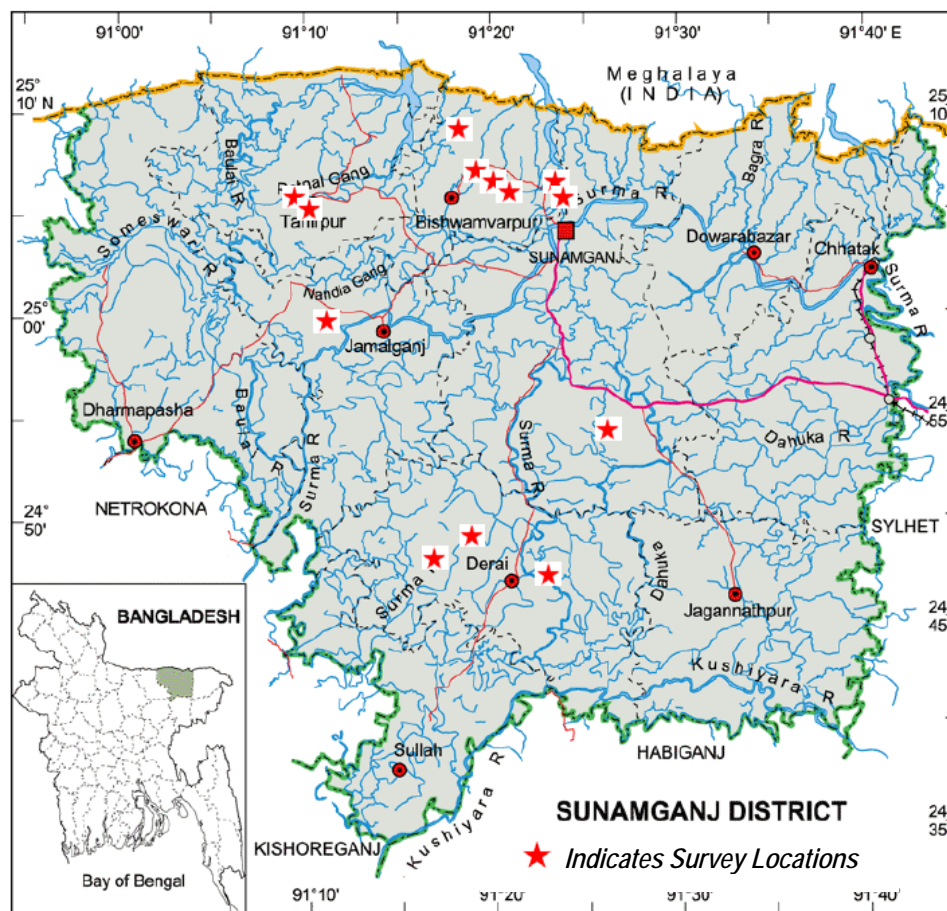 91°00'
91°10'
91°20'
91°30'
91°40' E
25°
10' N
Meghalaya
(I N D I A)
25
10
Baulai R
Bagra R
Patnai Gang
Tahirpur
Bishwamvarpur
Surma R
Someswari R
SUNAMGANJ
Dowarabazar
Chhatak
Nandia Gang
Surma R
25°
00'
25
00'
Jamalganj
Dharmapasha
Baulai R
Surma R
Surma R
24
55
Dahuka R
NETROKONA
24°
50'
SYLHET
Derai
Surma
Dahuka
Jagannathpur
24
45
BANGLADESH
Kushiyara R
Sullah
HABIGANJ
Kushiyara R
SUNAMGANJ DISTRICT
24
35
KISHOREGANJ
Indicates Survey Locations
Bay of Bengal
91°10'
91°20'
91°30'
91°40'